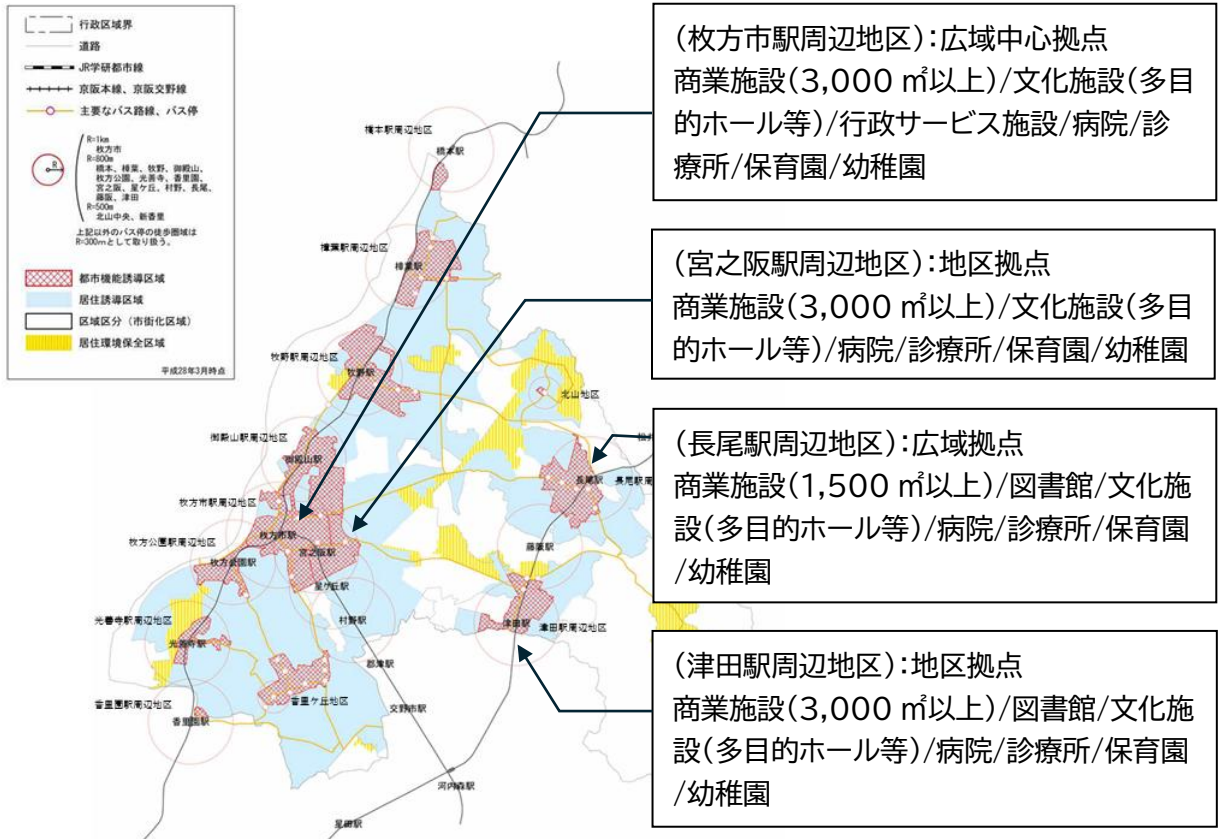 行政区域界
道路
JR学研都市線
京阪本線、京阪交野線
主要なバス路線、バス停
R
R=1km
枚方市
R=800m
橋本、樟葉、牧野、御殿山、
枚方公園、光善寺、香里園、
宮之阪、星ケ丘、村野、長尾、
藤阪、津田
R=500m
北山中央、新香里
上記以外のバス停の徒歩圏域は
R=300mとして取り扱う。
都市機能誘導区域
居住誘導区域
区域区分(市街化区域)
居住環境保全区域
平成28年3月時点
橋本駅周辺地区
橋本駅
樟葉駅周辺地区
樟葉駅
牧野駅周辺地区
牧野駅
北山地区
御殿山駅周辺地区
御殿山駅
長尾駅
枚方市駅周辺地区
枚方市駅
枚方公園駅周辺地区
宮之阪駅
藤阪駅
枚方公園駅
星ケ丘駅
光善寺駅周辺地区
村野駅
津田駅
津田駅周辺地区
光善寺駅
郡津駅
香里ケ丘地区
香里園駅周辺地区
香里園駅
交野市駅
河内森駅
星田駅
(枚方市駅周辺地区):広域中心拠点
商業施設(3,000 ㎡以上)/文化施設(多目
的ホール等)/行政サービス施設/病院/診
療所/保育園/幼稚園
(宮之阪駅周辺地区):地区拠点
商業施設(3,000 ㎡以上)/文化施設(多目
的ホール等)/病院/診療所/保育園/幼稚園
(長尾駅周辺地区):広域拠点
商業施設(1,500 ㎡以上)/図書館/文化施
設(多目的ホール等)/病院/診療所/保育園
/幼稚園
(津田駅周辺地区):地区拠点
商業施設(3,000 ㎡以上)/図書館/文化施
設(多目的ホール等)/病院/診療所/保育園
/幼稚園